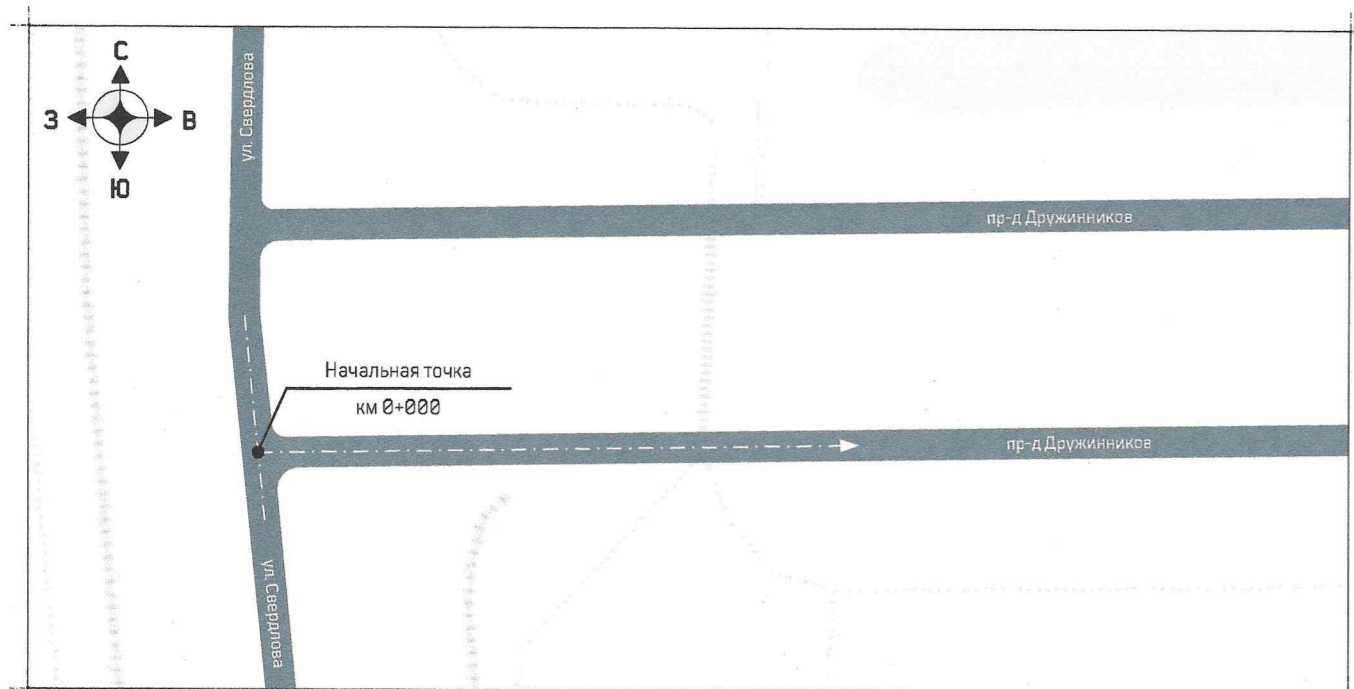 С
З
В
Ю
ул. Свердлова
пр-д Дружинников
Начальная точка
км 0+000
пр-д Дружинников
ул. Свердлова